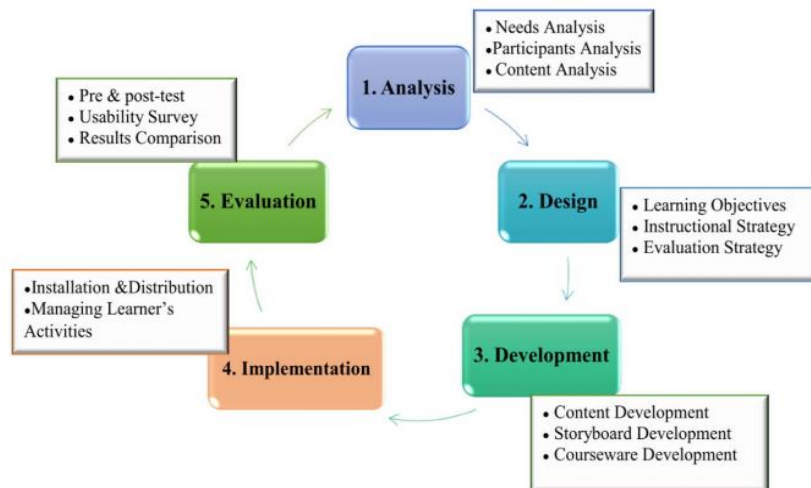 1. Analysis
● Needs Analysis
●Participants Analysis
● Content Analysis
2. Design
● Learning Objectives
● Instructional Strategy
● Evaluation Strategy
3. Development
● Content Development
● Storyboard Development
● Courseware Development
4. Implementation
●Installation &Distribution
●Managing Learner’s
Activities
5. Evaluation
● Pre & post-test
● Usability Survey
● Results Comparison